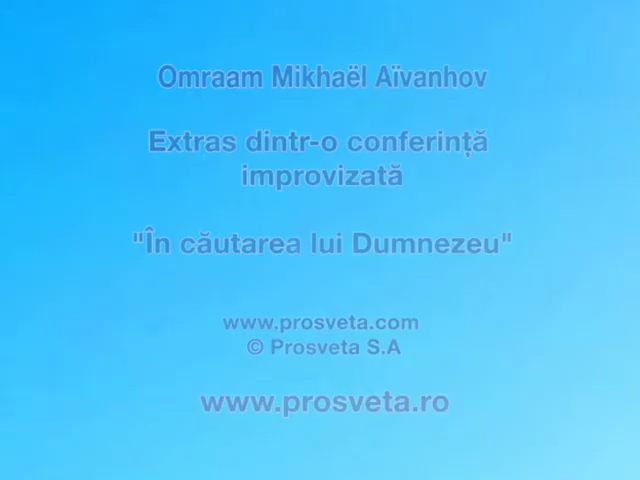 Omraam Mikhaël Aïvanhov
Extras dintr-o conferință
improvizată
"În căutarea lui Dumnezeu"
www.prosveta.com
© Prosveta S.A
www.prosveta.ro